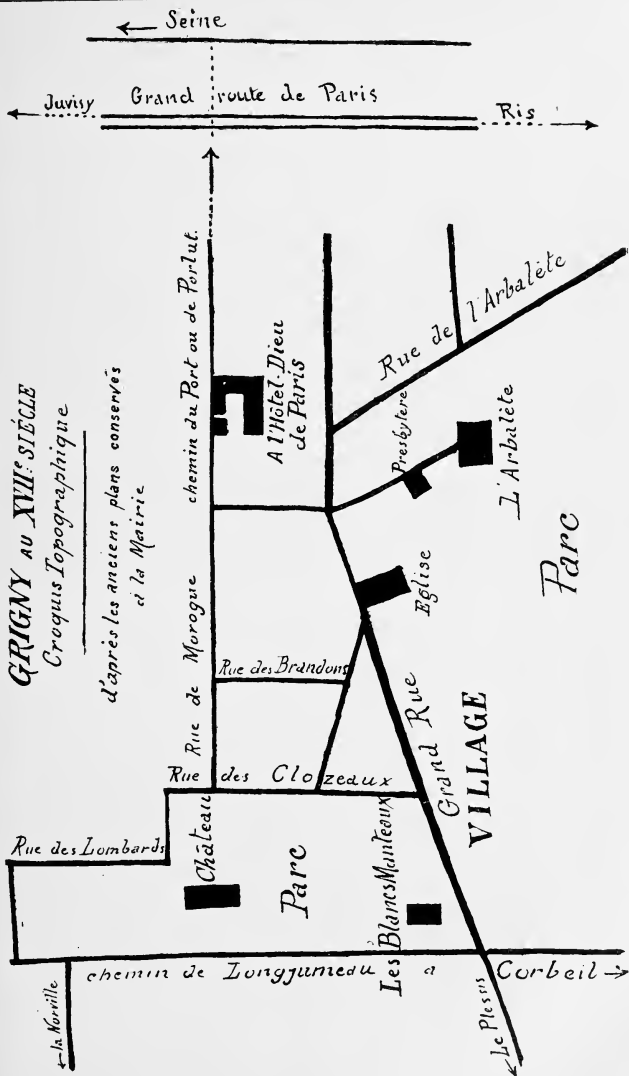 GRIGNY AU XVIIe SIÈCLE
Croquis Topographique
d'après les anciens plans conservés
à la Mairie
← Seine
Juvisy
Grand route de Paris
Ris
chemin du Port ou de Porlut.
Rue de Morogue
A l'Hôtel-Dieu
de Paris
Rue de l'Arbalète
Presbytere
L'Arbalète
Eglise
Parc
Rue des Brandons
Rue des Clozeaux
Grand Rue
VILLAGE
Rue des Lombards
Château
Parc
Les Blancs Manteaux
chemin de Longjumeau a Corbeil →
← la Norville
Le Plessis